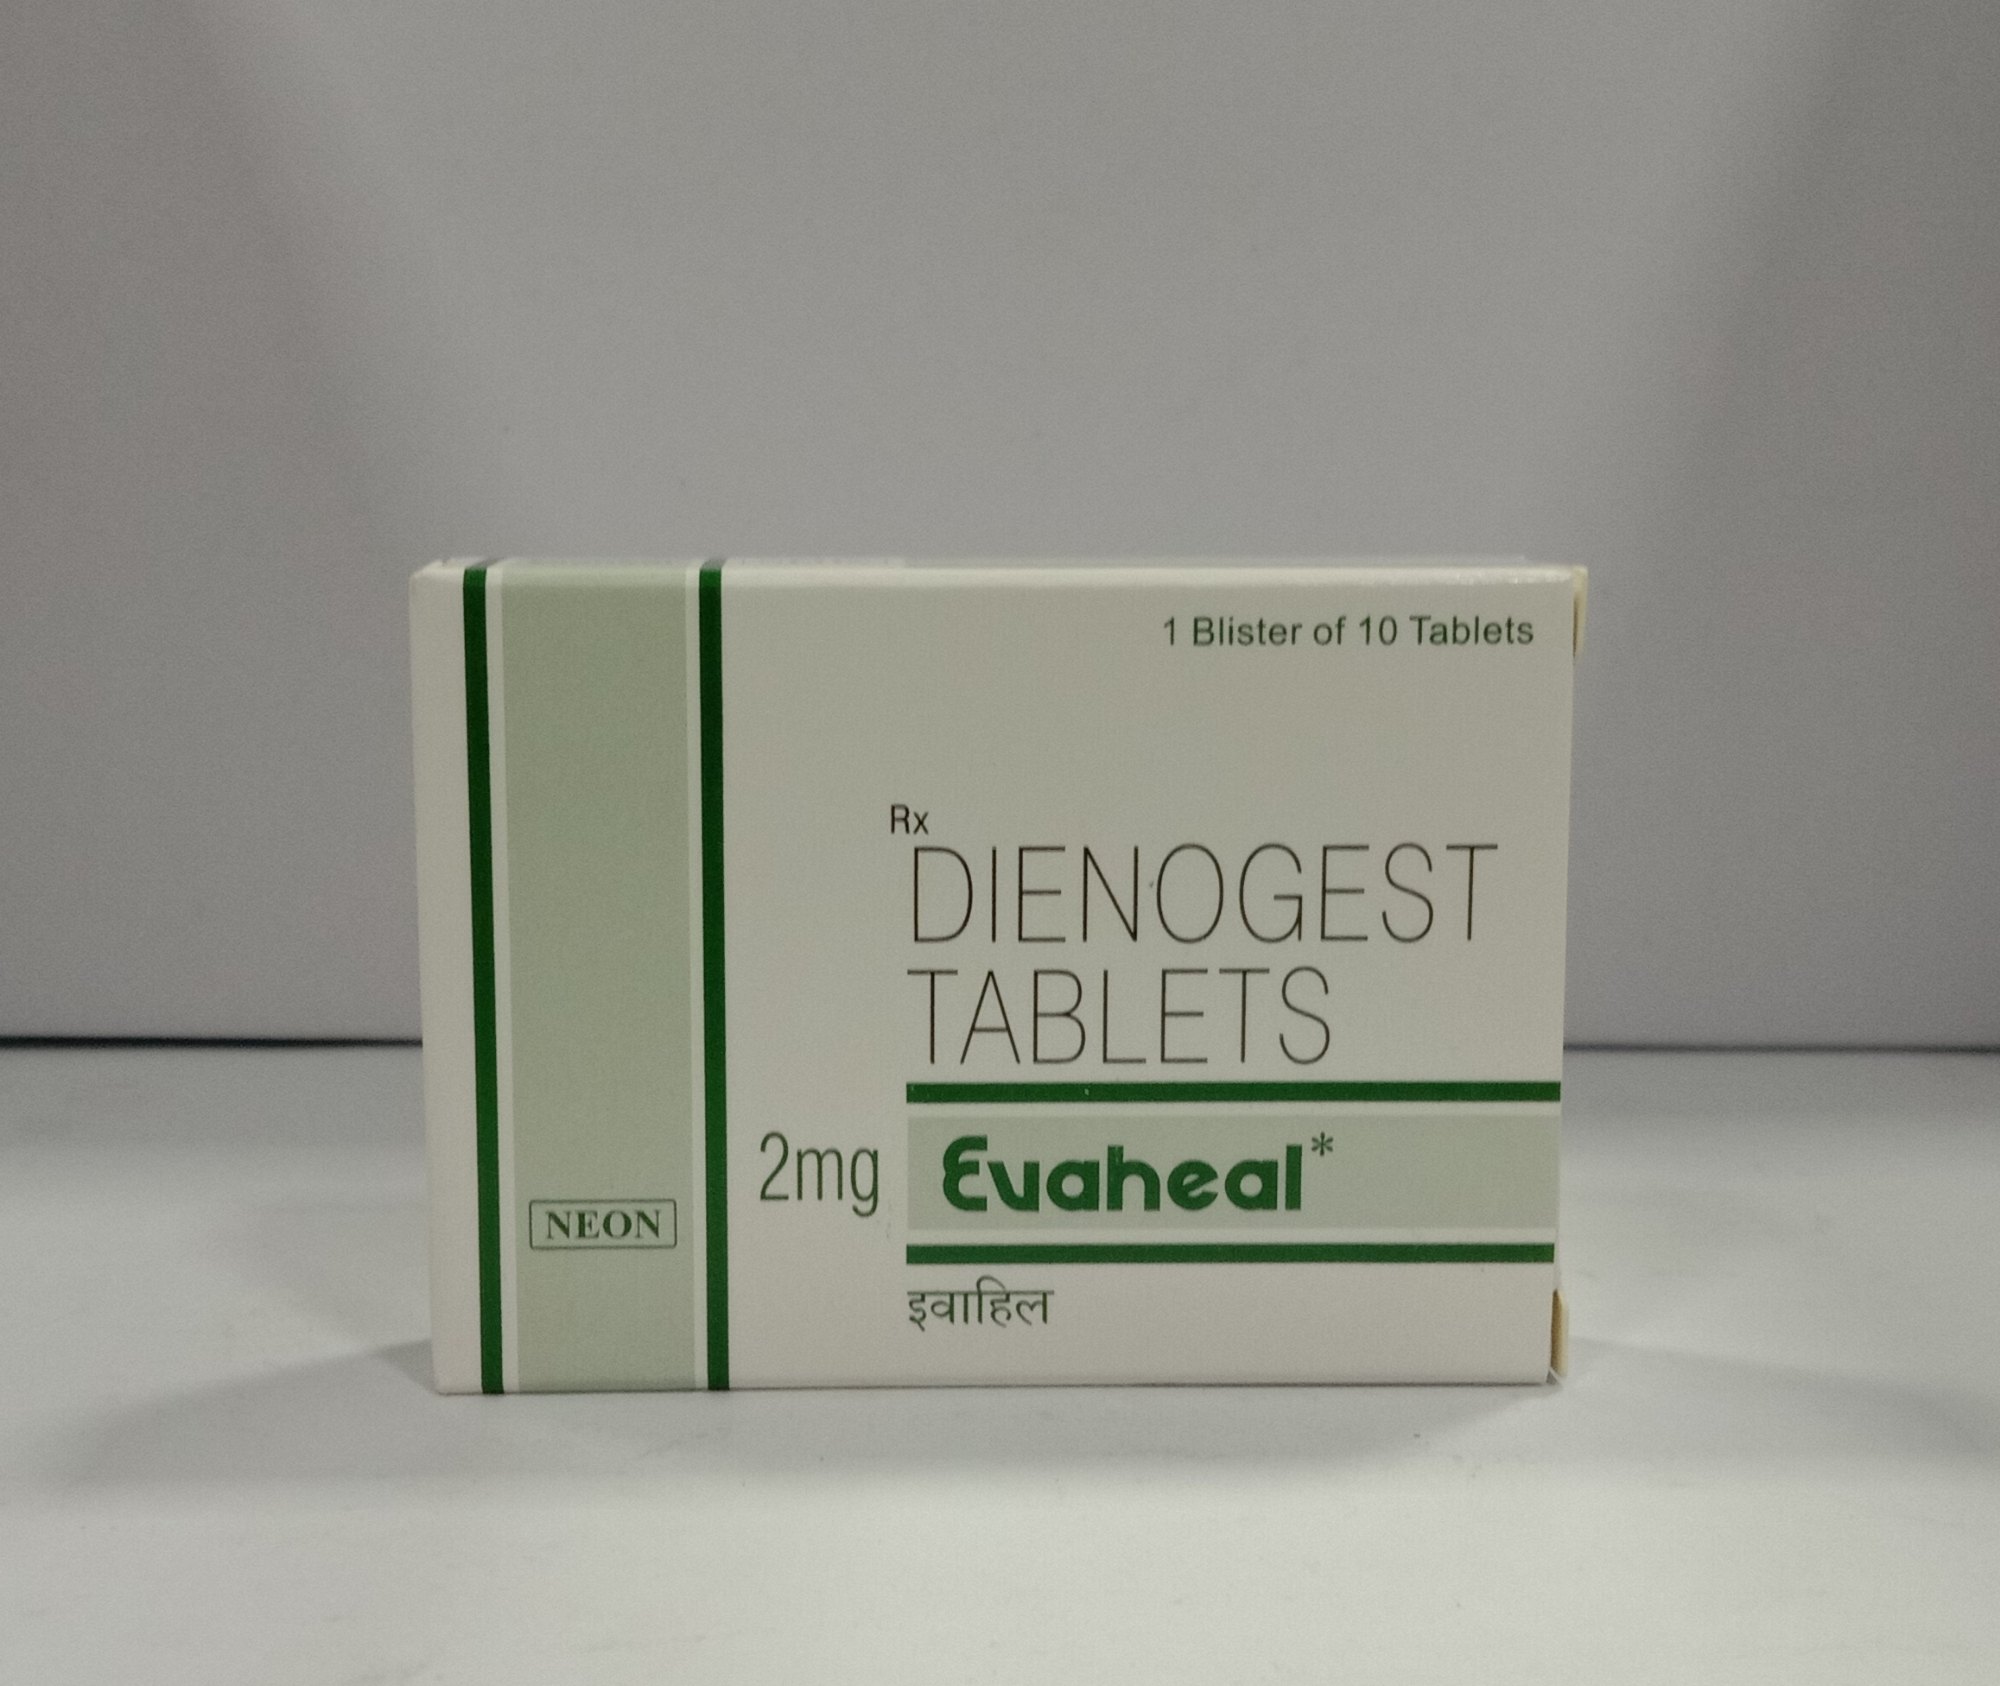 1 Blister of 10 Tablets
Rx
DIENOGEST
TABLETS
2mg Evaheal*
NEON
इवाहिल